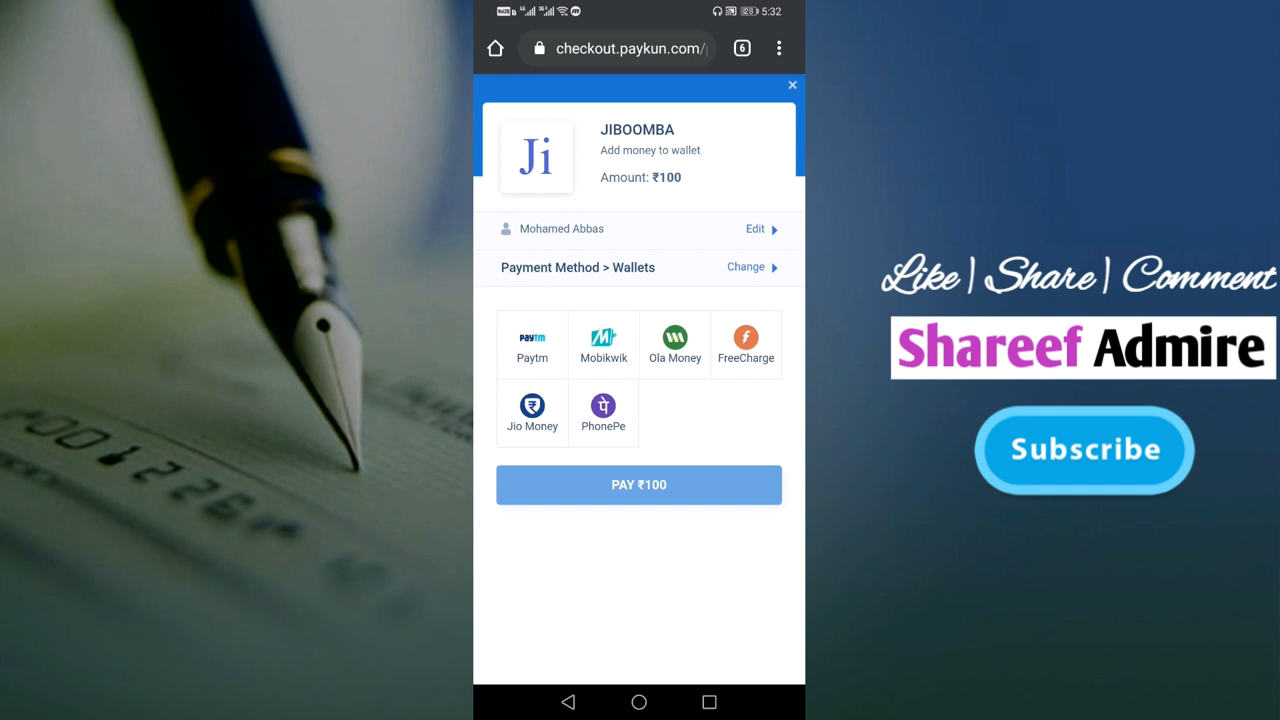 5:32
checkout.paykun.com/
6
Ji
JIBOOMBA
Add money to wallet
Amount: ₹100
Mohamed Abbas
Edit
Payment Method > Wallets
Change
Paytm
Paytm
Mobikwik
Ola Money
FreeCharge
Jio Money
PhonePe
PAY ₹100
Like | Share | Comment
Shareef Admire
Subscribe